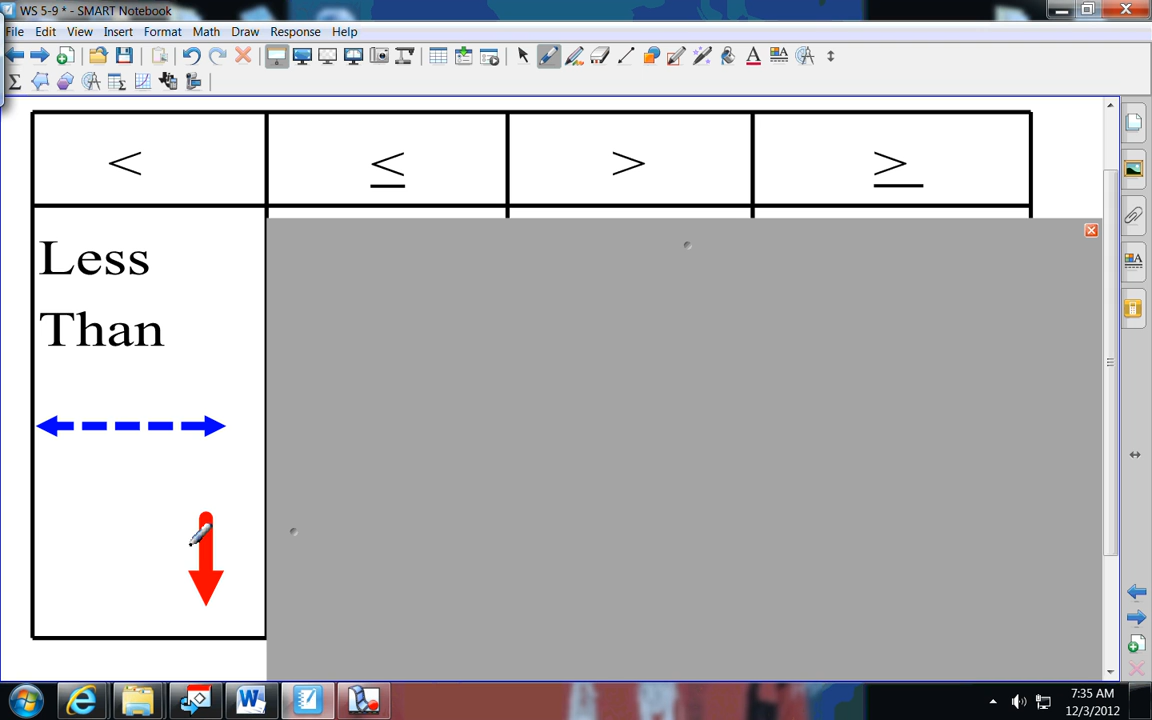 WS 5-9 * - SMART Notebook
File Edit View Insert Format Math Draw Response Help
< ≤ > ≥
Less
Than
7:35 AM
12/3/2012